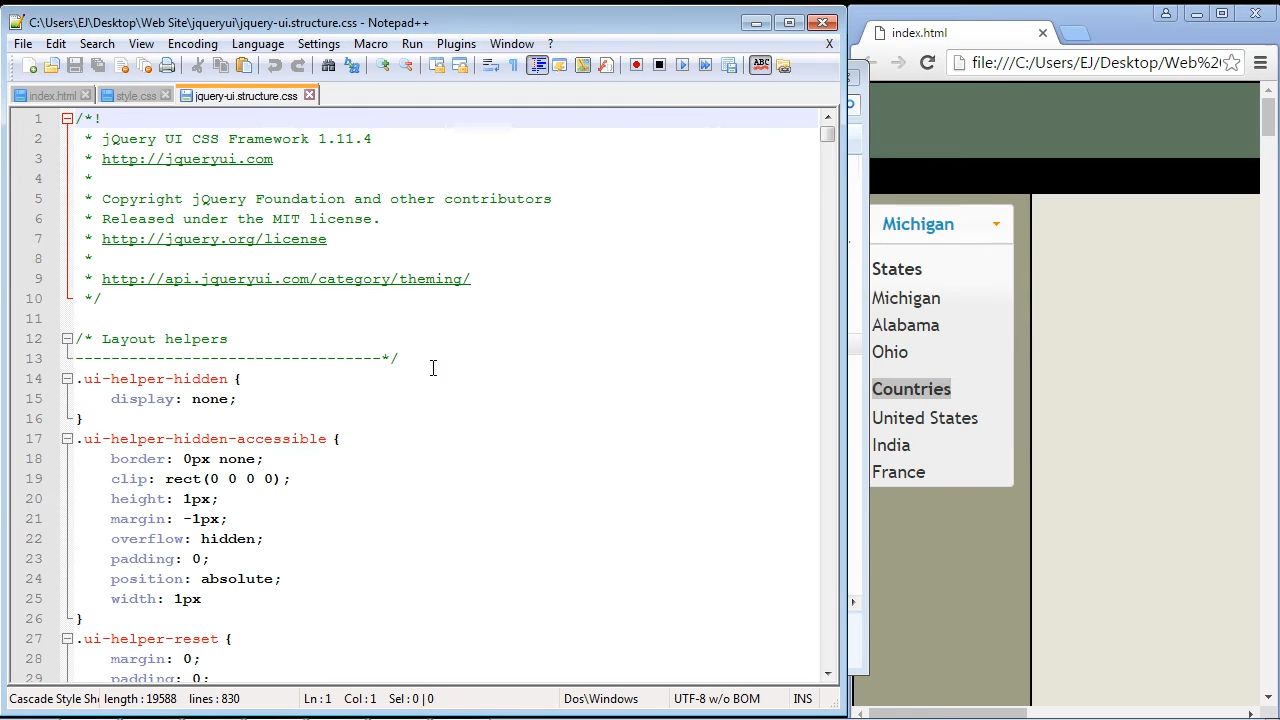 C:\Users\EJ\Desktop\Web Site\jqueryui\jquery-ui.structure.css - Notepad++
File Edit Search View Encoding Language Settings Macro Run Plugins Window ? X
ABC
index.html style.css jquery-ui.structure.css
1 /*!
2 * jQuery UI CSS Framework 1.11.4
3 * http://jqueryui.com
4 *
5 * Copyright jQuery Foundation and other contributors
6 * Released under the MIT license.
7 * http://jquery.org/license
8 *
9 * http://api.jqueryui.com/category/theming/
10 */
11
12 /* Layout helpers
13 ----------------------------------*/
14 .ui-helper-hidden {
15 display: none;
16 }
17 .ui-helper-hidden-accessible {
18 border: 0px none;
19 clip: rect(0 0 0 0);
20 height: 1px;
21 margin: -1px;
22 overflow: hidden;
23 padding: 0;
24 position: absolute;
25 width: 1px
26 }
27 .ui-helper-reset {
28 margin: 0;
29 padding: 0;
Cascade Style She length : 19588 lines : 830 Ln : 1 Col : 1 Sel : 0 | 0 Dos\Windows UTF-8 w/o BOM INS
index.html
file:///C:/Users/EJ/Desktop/Web%20
Michigan
States
Michigan
Alabama
Ohio
Countries
United States
India
France